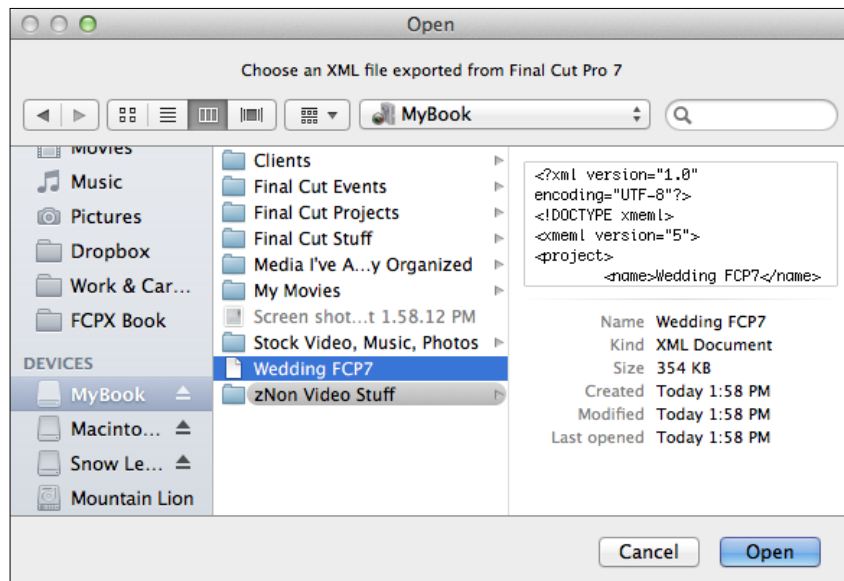 Open
Choose an XML file exported from Final Cut Pro 7
MyBook
Movies
Music
Pictures
Dropbox
Work & Car...
FCPX Book
DEVICES
MyBook
Macinto...
Snow Le...
Mountain Lion
Clients
Final Cut Events
Final Cut Projects
Final Cut Stuff
Media I've A...y Organized
My Movies
Screen shot...t 1.58.12 PM
Stock Video, Music, Photos
Wedding FCP7
zNon Video Stuff
<?xml version="1.0"
encoding="UTF-8"?>
<!DOCTYPE xmeml>
<xmeml version="5">
<project>
<name>Wedding FCP7</name>
Name Wedding FCP7
Kind XML Document
Size 354 KB
Created Today 1:58 PM
Modified Today 1:58 PM
Last opened Today 1:58 PM
Cancel
Open